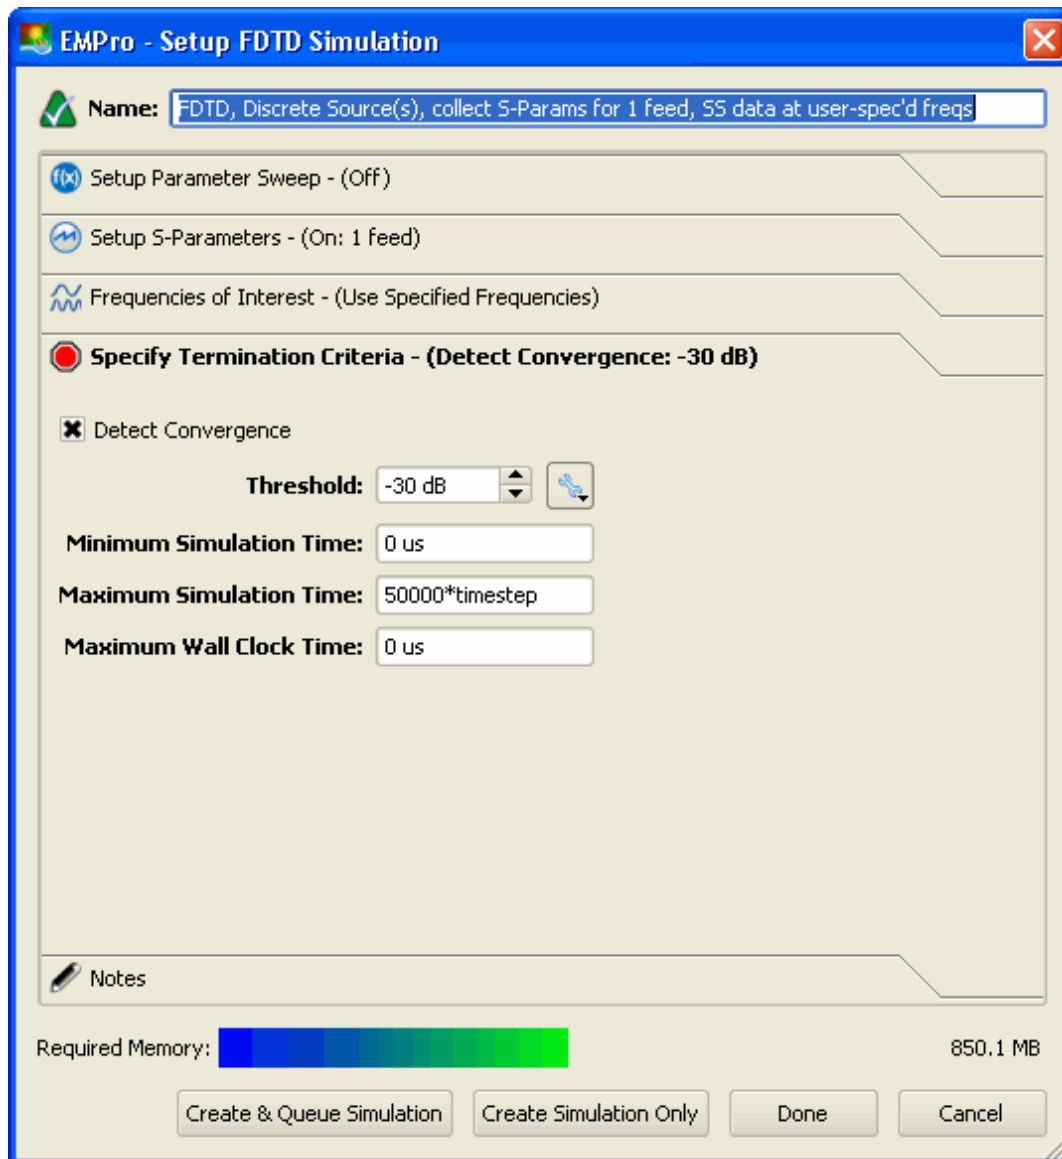 EMPro - Setup FDTD Simulation
Name: FDTD, Discrete Source(s), collect S-Params for 1 feed, SS data at user-spec'd freqs
f(x) Setup Parameter Sweep - (Off)
Setup S-Parameters - (On: 1 feed)
Frequencies of Interest - (Use Specified Frequencies)
Specify Termination Criteria - (Detect Convergence: -30 dB)
Detect Convergence
Threshold: -30 dB
Minimum Simulation Time: 0 us
Maximum Simulation Time: 50000*timestep
Maximum Wall Clock Time: 0 us
Notes
Required Memory: 850.1 MB
Create & Queue Simulation Create Simulation Only Done Cancel